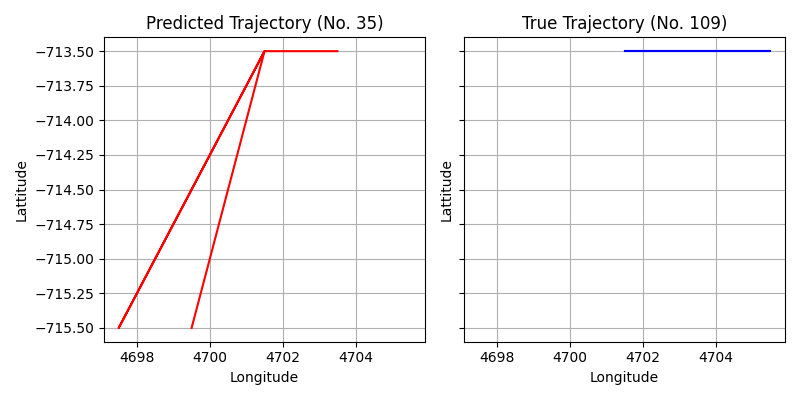 Predicted Trajectory (No. 35)
True Trajectory (No. 109)
−713.50
−713.75
−714.00
−714.25
−714.50
−714.75
−715.00
−715.25
−715.50
Lattitude
Lattitude
4698 4700 4702 4704
4698 4700 4702 4704
Longitude
Longitude